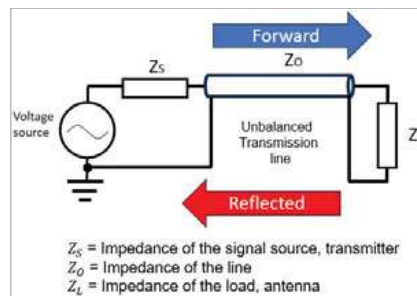 Forward
Zs
Zo
Voltage
source
Unbalanced
Transmission
line
Z
Reflected
Zs = Impedance of the signal source, transmitter
Zo = Impedance of the line
ZL = Impedance of the load, antenna